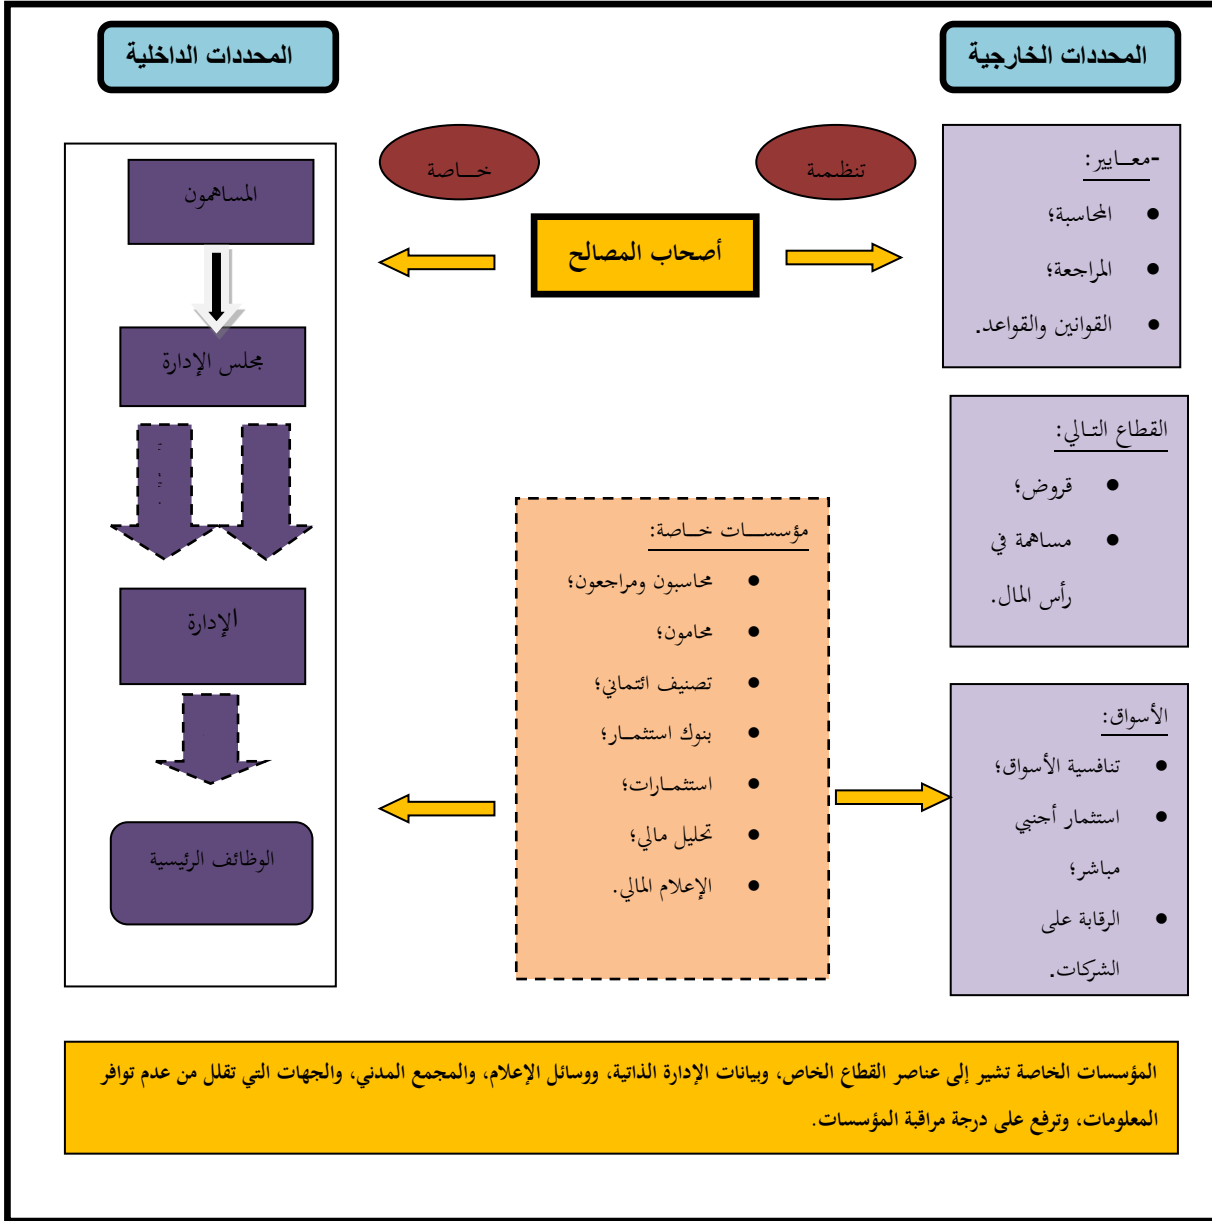 المحددات الخارجية
المحددات الداخلية
تنظيمية
خــاصة
أصحاب المصالح
-معــايير:
• المحاسبة؛
• المراجعة؛
• القوانين والقواعد.
القطاع التـالي:
• قروض؛
• مساهمة في
رأس المال.
الأسواق:
• تنافسية الأسواق؛
• استثمار أجنبي
مباشر؛
• الرقابة على
الشركات.
مؤسســـات خــاصة:
• محاسبون ومراجعون؛
• محامون؛
• تصنيف ائتماني؛
• بنوك استثمــار؛
• استثمــارات؛
• تحليل مالي؛
• الإعلام المالي.
المساهمون
مجلس الإدارة
الإدارة
الوظائف الرئيسية
المؤسسات الخاصة تشير إلى عناصر القطاع الخاص، وبيانات الإدارة الذاتية، ووسائل الإعلام، والمجمع المدني، والجهات التي تقلل من عدم توافر
المعلومات، وترفع على درجة مراقبة المؤسسات.